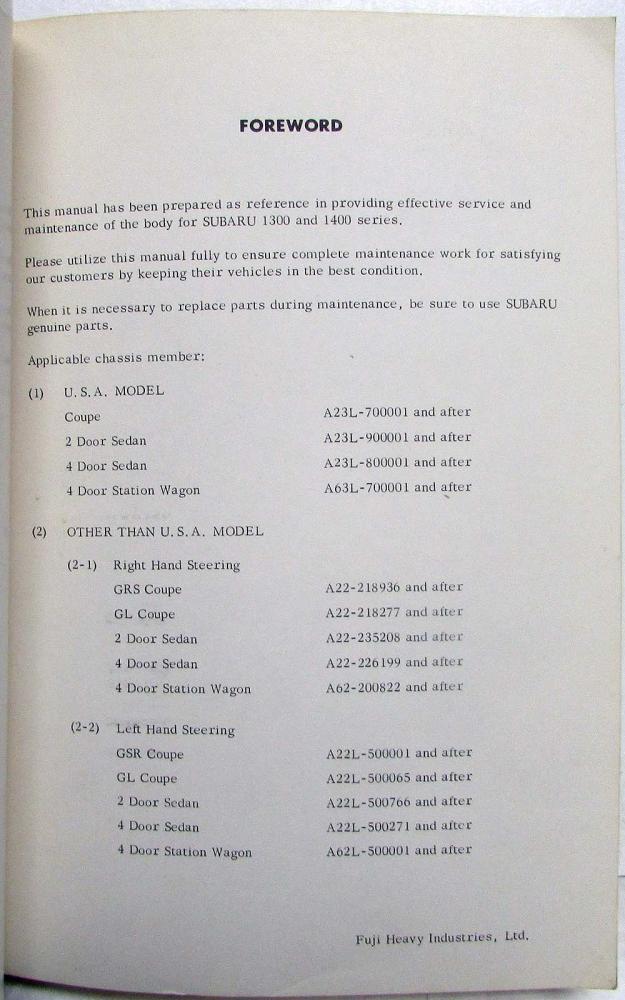 FOREWORD
This manual has been prepared as reference in providing effective service and
maintenance of the body for SUBARU 1300 and 1400 series.
Please utilize this manual fully to ensure complete maintenance work for satisfying
our customers by keeping their vehicles in the best condition.
When it is necessary to replace parts during maintenance, be sure to use SUBARU
genuine parts.
Applicable chassis member:
(1) U.S.A. MODEL
Coupe A23L-700001 and after
2 Door Sedan A23L-900001 and after
4 Door Sedan A23L-800001 and after
4 Door Station Wagon A63L-700001 and after
(2) OTHER THAN U.S.A. MODEL
(2-1) Right Hand Steering
GRS Coupe A22-218936 and after
GL Coupe A22-218277 and after
2 Door Sedan A22-235208 and after
4 Door Sedan A22-226199 and after
4 Door Station Wagon A62-200822 and after
(2-2) Left Hand Steering
GSR Coupe A22L-500001 and after
GL Coupe A22L-500065 and after
2 Door Sedan A22L-500766 and after
4 Door Sedan A22L-500271 and after
4 Door Station Wagon A62L-500001 and after
Fuji Heavy Industries, Ltd.